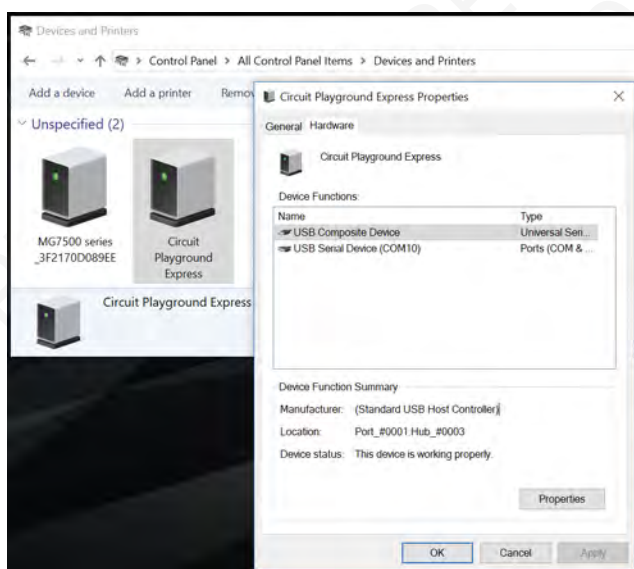 Devices and Printers
Control Panel > All Control Panel Items > Devices and Printers
Add a device Add a printer Remov
Unspecified (2)
MG7500 series
_3F2170D089EE
Circuit
Playground
Express
Circuit Playground Express
Circuit Playground Express Properties
General Hardware
Circuit Playground Express
Device Functions:
Name Type
USB Composite Device Universal Seri...
USB Serial Device (COM10) Ports (COM & ...
Device Function Summary
Manufacturer: (Standard USB Host Controller)
Location: Port_#0001.Hub_#0003
Device status: This device is working properly.
Properties
OK Cancel Apply